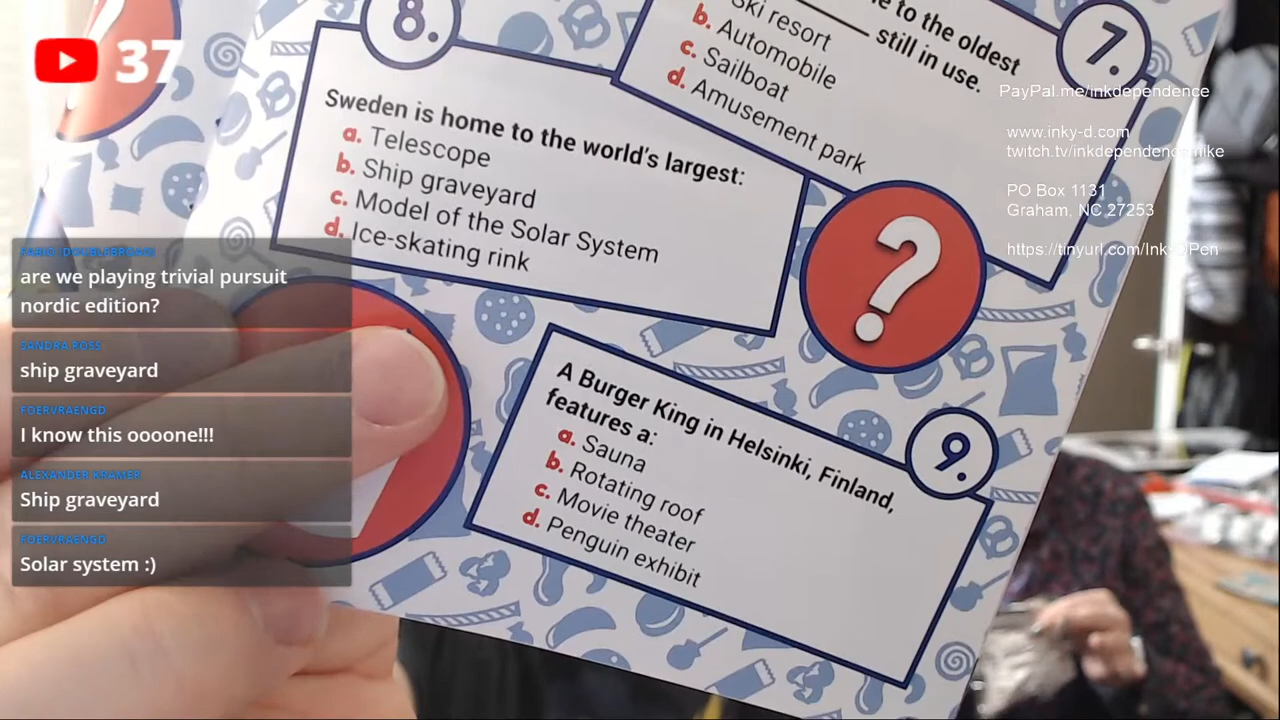 37
7.
e to the oldest
still in use.
Ski resort
b. Automobile
c. Sailboat
d. Amusement park
8.
Sweden is home to the world's largest:
a. Telescope
b. Ship graveyard
c. Model of the Solar System
d. Ice-skating rink
?
9.
A Burger King in Helsinki, Finland,
features a:
a. Sauna
b. Rotating roof
c. Movie theater
d. Penguin exhibit
PayPal.me/inkdependence
www.inky-d.com
twitch.tv/inkdependencemike
PO Box 1131
Graham, NC 27253
https://tinyurl.com/Ink-DPen
are we playing trivial pursuit
nordic edition?
SANDRA ROSS
ship graveyard
FOERVRAENGD
I know this oooone!!!
ALEXANDER KRAMER
Ship graveyard
FOERVRAENGD
Solar system :)